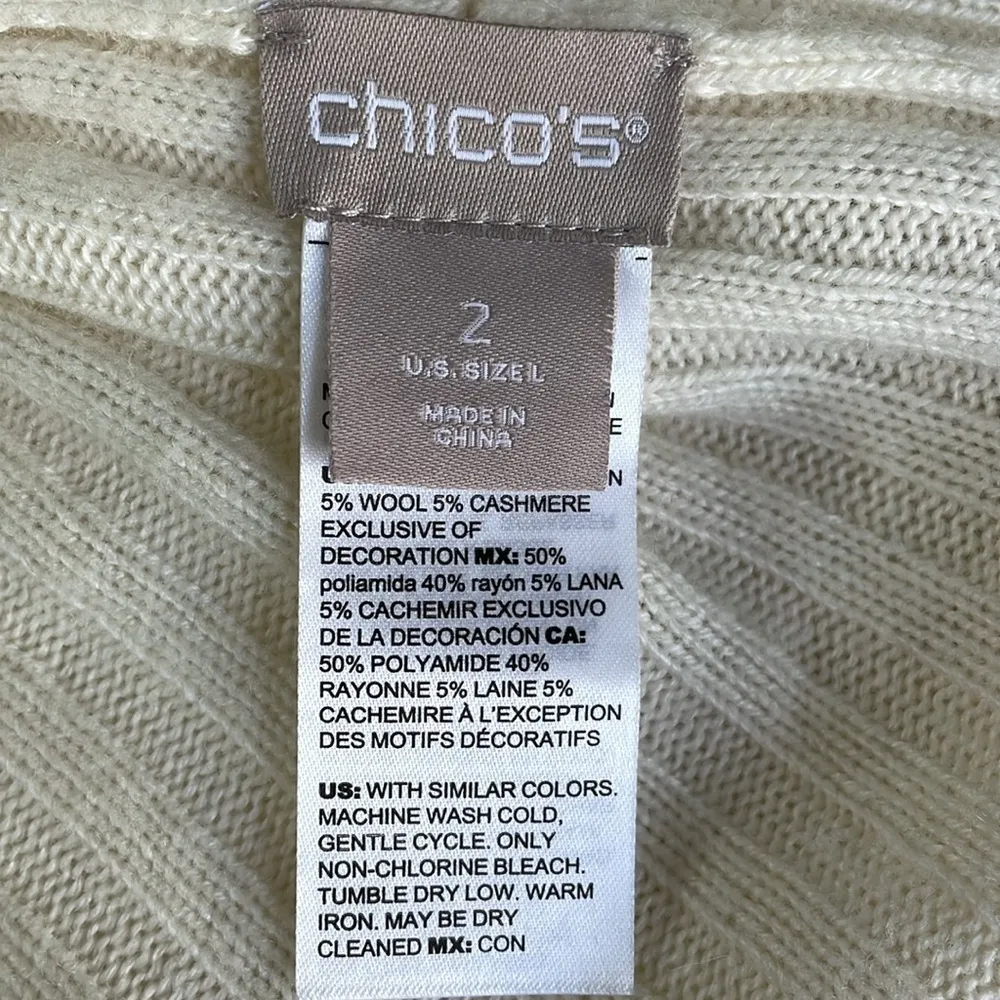 chico's®
2
U.S. SIZE L
MADE IN
CHINA
5% WOOL 5% CASHMERE
EXCLUSIVE OF
DECORATION MX: 50%
poliamida 40% rayón 5% LANA
5% CACHEMIR EXCLUSIVO
DE LA DECORACIÓN CA:
50% POLYAMIDE 40%
RAYONNE 5% LAINE 5%
CACHEMIRE À L'EXCEPTION
DES MOTIFS DÉCORATIFS
US: WITH SIMILAR COLORS.
MACHINE WASH COLD,
GENTLE CYCLE. ONLY
NON-CHLORINE BLEACH.
TUMBLE DRY LOW. WARM
IRON. MAY BE DRY
CLEANED MX: CON